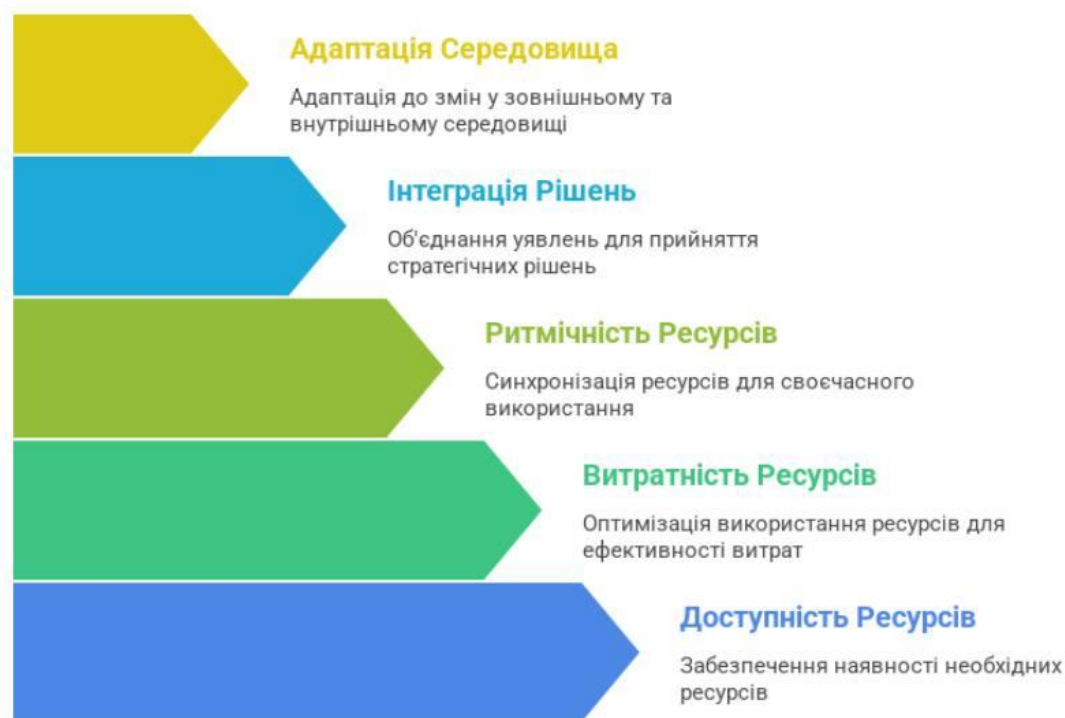 Адаптація Середовища
Адаптація до змін у зовнішньому та
внутрішньому середовищі
Інтеграція Рішень
Об'єднання уявлень для прийняття
стратегічних рішень
Ритмічність Ресурсів
Синхронізація ресурсів для своєчасного
використання
Витратність Ресурсів
Оптимізація використання ресурсів для
ефективності витрат
Доступність Ресурсів
Забезпечення наявності необхідних
ресурсів